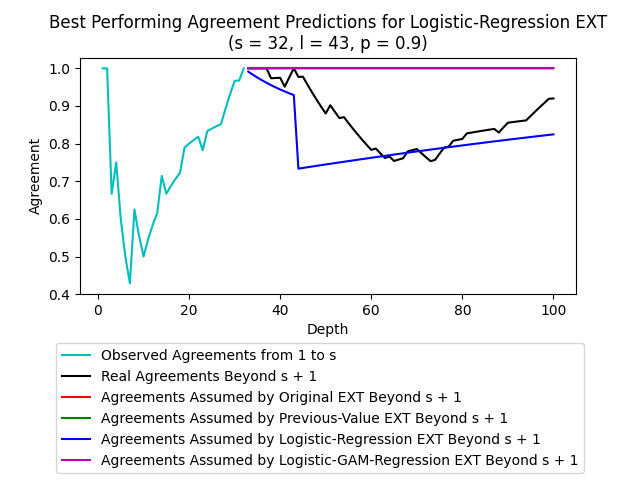 Best Performing Agreement Predictions for Logistic-Regression EXT
(s = 32, l = 43, p = 0.9)
1.0
0.9
0.8
0.7
0.6
0.5
0.4
Agreement
0 20 40 60 80 100
Depth
Observed Agreements from 1 to s
Real Agreements Beyond s + 1
Agreements Assumed by Original EXT Beyond s + 1
Agreements Assumed by Previous-Value EXT Beyond s + 1
Agreements Assumed by Logistic-Regression EXT Beyond s + 1
Agreements Assumed by Logistic-GAM-Regression EXT Beyond s + 1